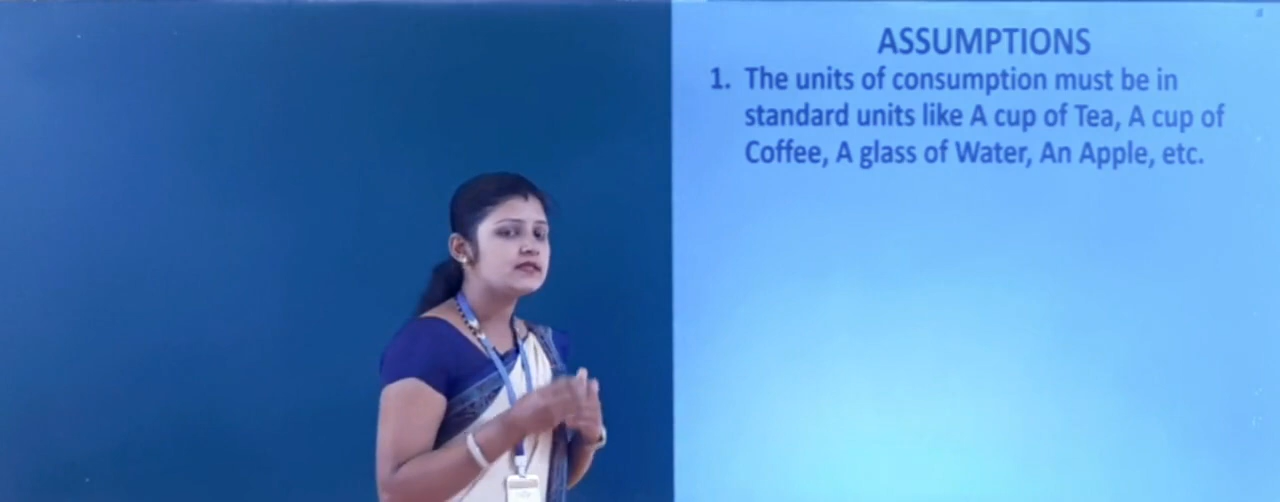 ASSUMPTIONS
1. The units of consumption must be in
standard units like A cup of Tea, A cup of
Coffee, A glass of Water, An Apple, etc.